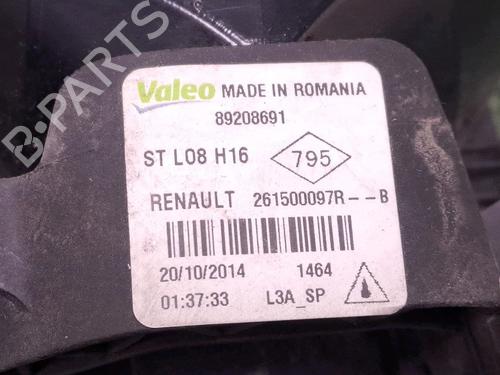 Valeo MADE IN ROMANIA
89208691
ST L08 H16 795
RENAULT 261500097R--B
20/10/2014 1464
01:37:33 L3A_SP
B-PARTS